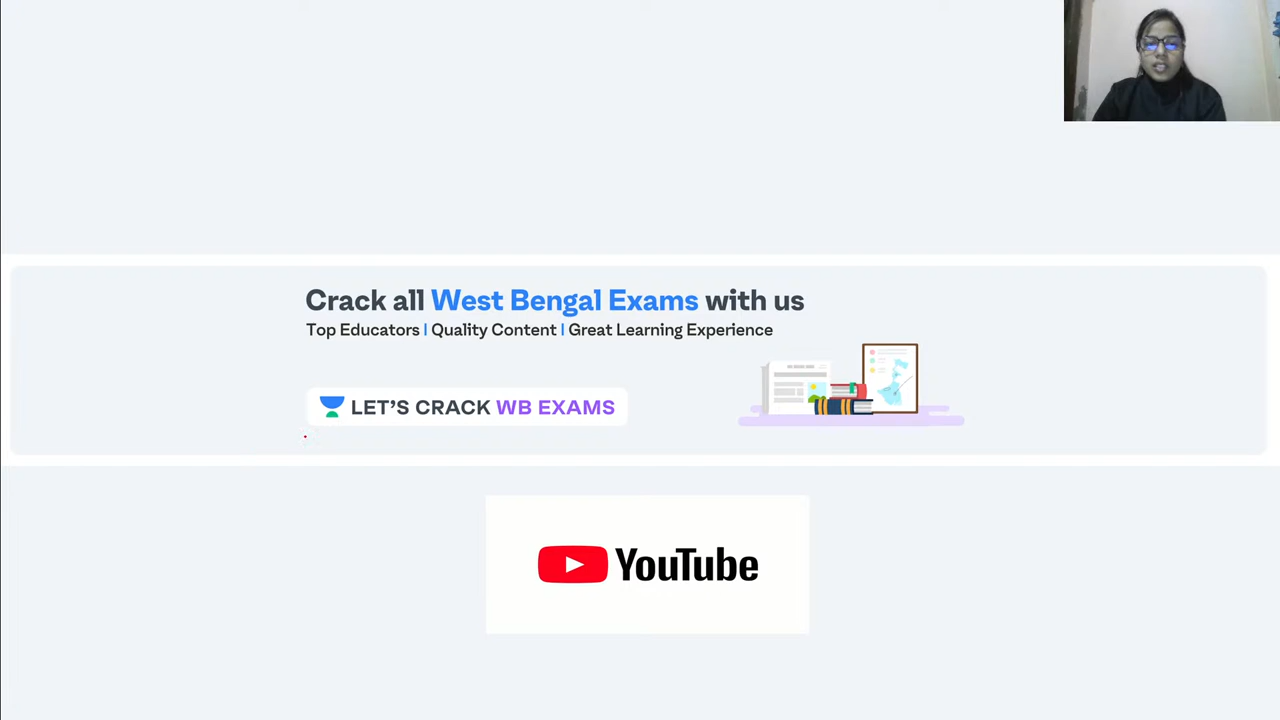 Crack all West Bengal Exams with us
Top Educators | Quality Content | Great Learning Experience
LET'S CRACK WB EXAMS
YouTube